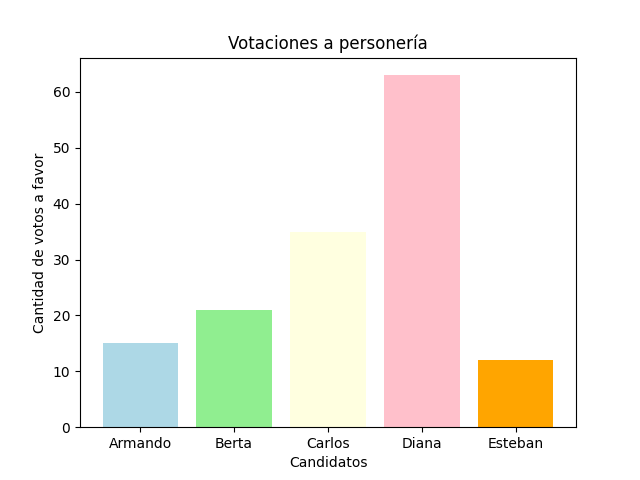 Votaciones a personería
Cantidad de votos a favor
60
50
40
30
20
10
0
Armando Berta Carlos Diana Esteban
Candidatos